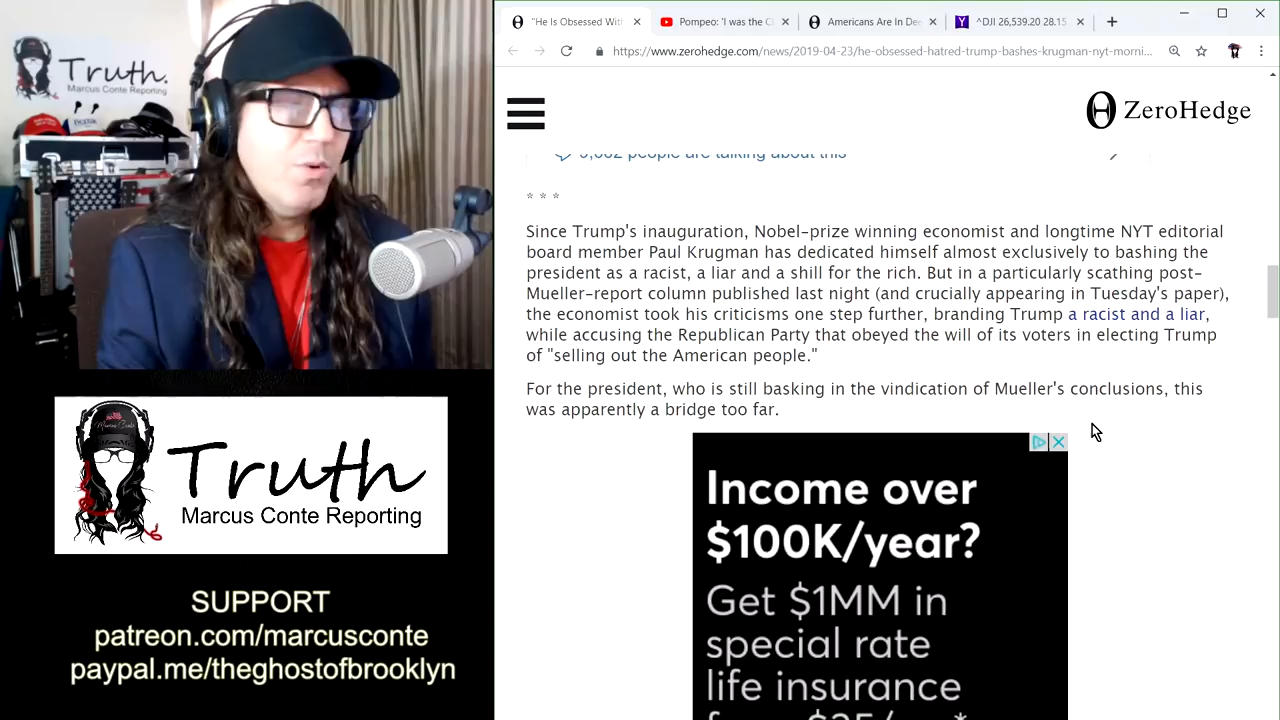 Truth.
Marcus Conte Reporting
Truth
Marcus Conte Reporting
SUPPORT
patreon.com/marcusconte
paypal.me/theghostofbrooklyn
"He Is Obsessed With
Pompeo: 'I was the C
Americans Are In De
^DJI 26,539.20 28.15
https://www.zerohedge.com/news/2019-04-23/he-obsessed-hatred-trump-bashes-krugman-nyt-morni...
ZeroHedge
people are talking about this
* * *
Since Trump's inauguration, Nobel-prize winning economist and longtime NYT editorial
board member Paul Krugman has dedicated himself almost exclusively to bashing the
president as a racist, a liar and a shill for the rich. But in a particularly scathing post-
Mueller-report column published last night (and crucially appearing in Tuesday's paper),
the economist took his criticisms one step further, branding Trump a racist and a liar,
while accusing the Republican Party that obeyed the will of its voters in electing Trump
of "selling out the American people."
For the president, who is still basking in the vindication of Mueller's conclusions, this
was apparently a bridge too far.
Income over
$100K/year?
Get $1MM in
special rate
life insurance